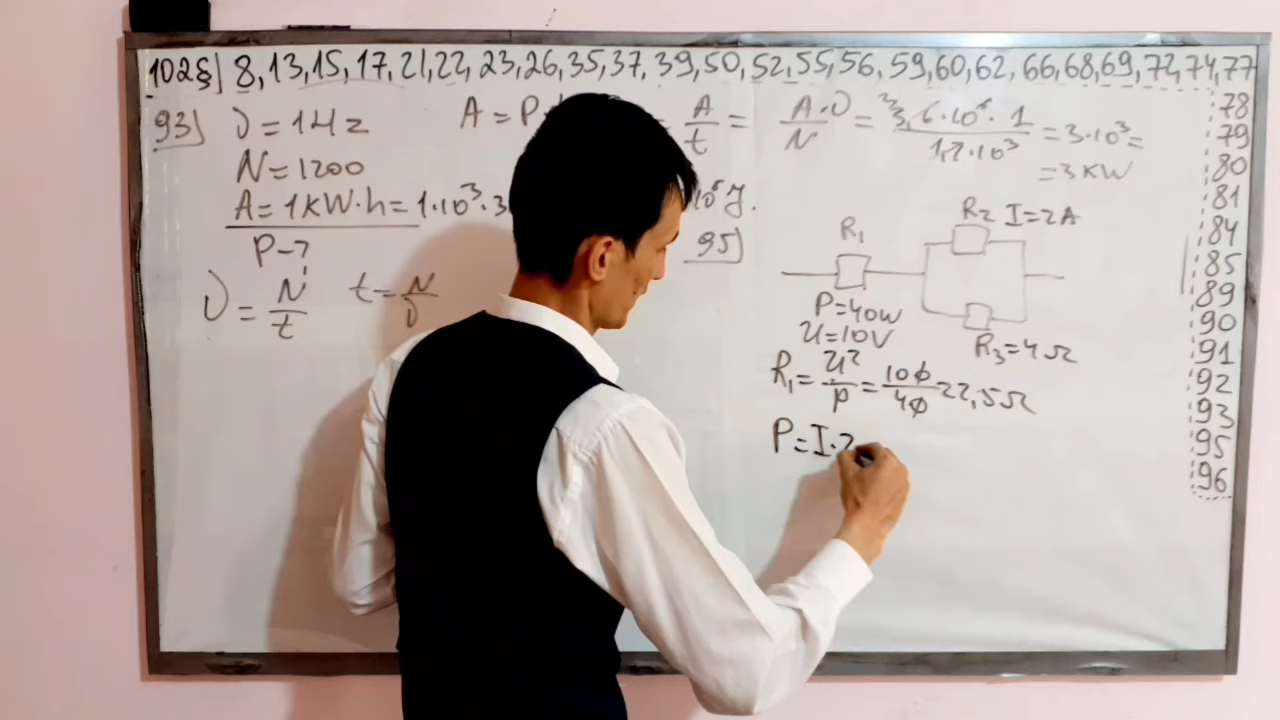 102§] 8,13,15,17,21,22,23,26,35,37,39,50,52,55,56,59,60,62,66,68,69,72,74,77
78
79
80
81
84
85
89
90
91
92
93
95
96
93) ν=1Hz
N=1200
A=1KW·h=1·10³·3
P-?
ν=N/t t=N/ν
A=P·
A/t = A·ν/N = 3,6·10⁶·1/1,2·10³ =3·10³=
=3KW
95)
R₁
R₂ I=2A
P=40W
U=10V
R₃=4Ω
R₁=U²/P=100/40=2,5Ω
P=I·